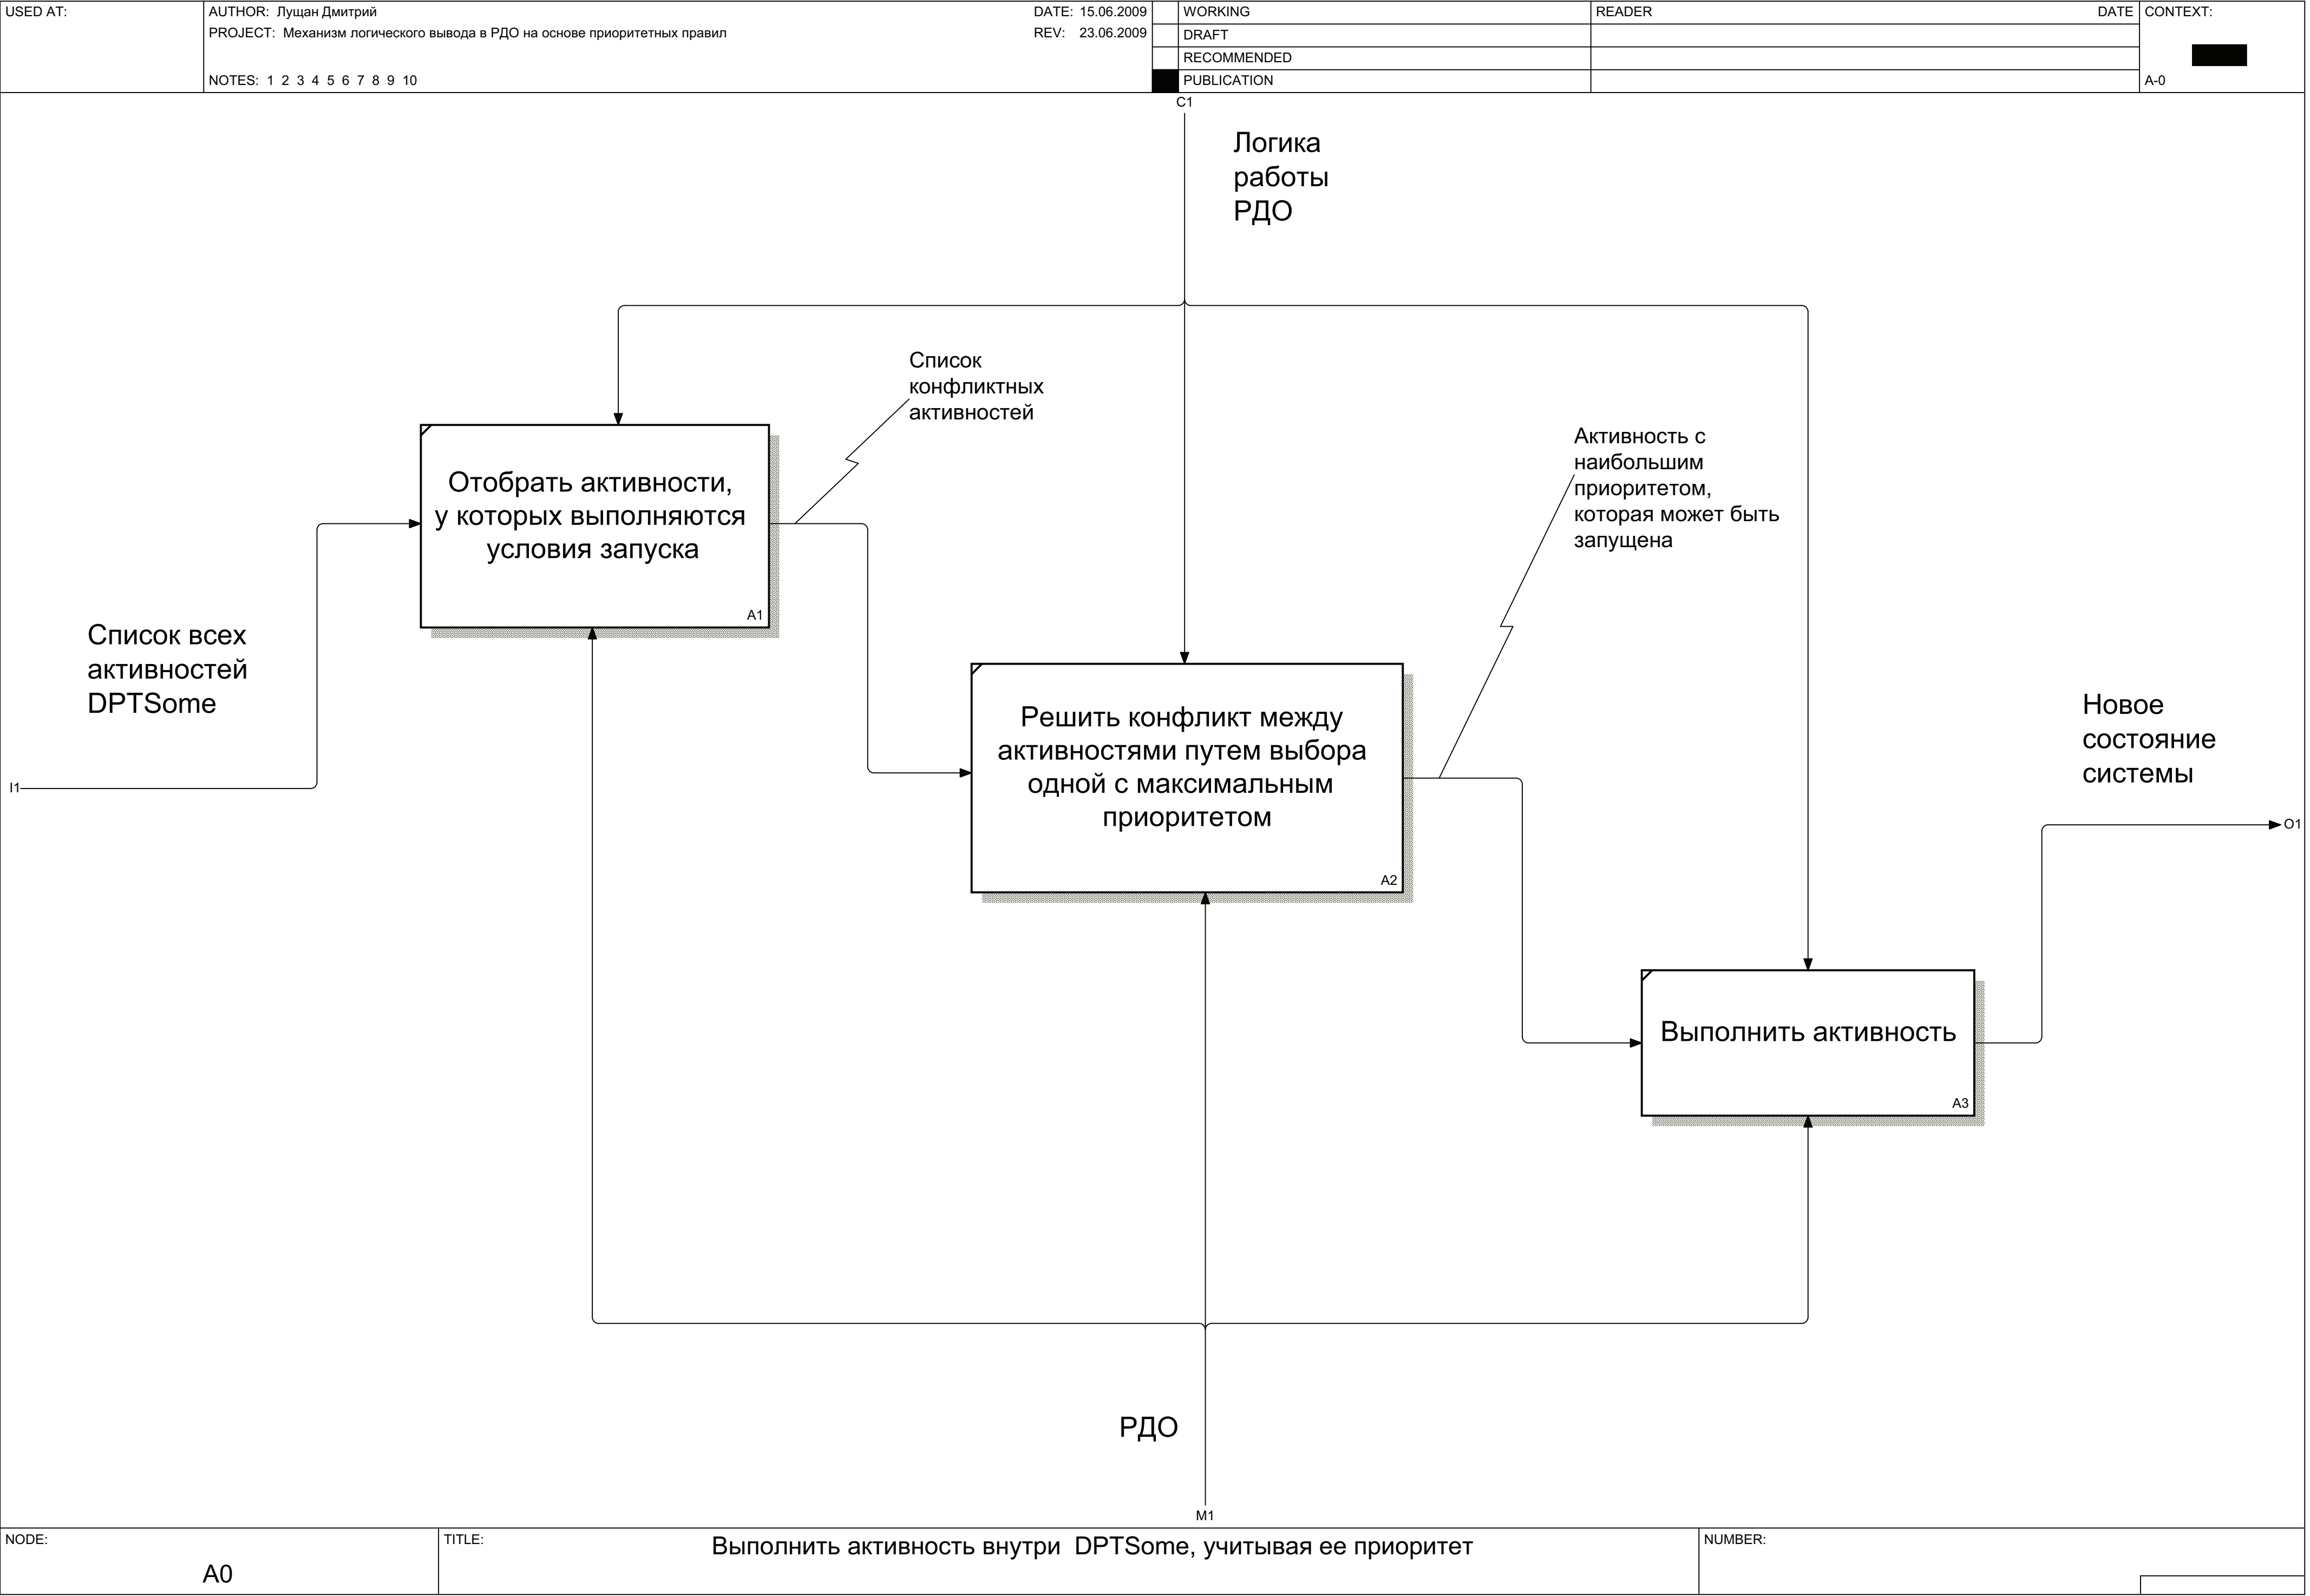 USED AT:
AUTHOR: Лущан Дмитрий
DATE: 15.06.2009
PROJECT: Механизм логического вывода в РДО на основе приоритетных правил
REV: 23.06.2009
NOTES: 1 2 3 4 5 6 7 8 9 10
WORKING
DRAFT
RECOMMENDED
PUBLICATION
READER
DATE
CONTEXT:
A-0
C1
Логика
работы
РДО
Список
конфликтных
активностей
Активность с
наибольшим
приоритетом,
которая может быть
запущена
Отобрать активности,
у которых выполняются
условия запуска
A1
Список всех
активностей
DPTSome
I1
Решить конфликт между
активностями путем выбора
одной с максимальным
приоритетом
A2
Новое
состояние
системы
O1
Выполнить активность
A3
РДО
M1
NODE:
A0
TITLE:
Выполнить активность внутри DPTSome, учитывая ее приоритет
NUMBER: